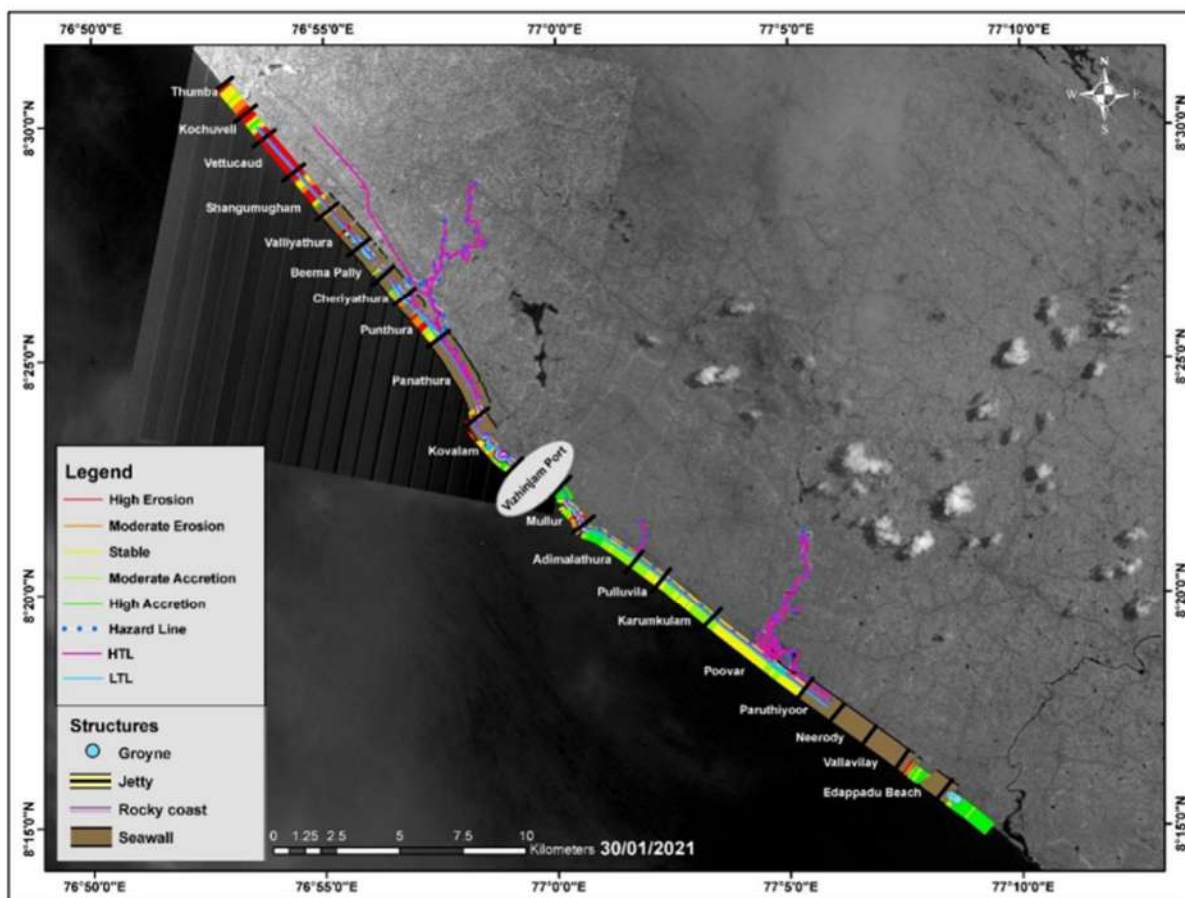 76°50'0"E 76°55'0"E 77°0'0"E 77°5'0"E 77°10'0"E
N
W E
S
8°30'0"N 8°30'0"N
8°25'0"N 8°25'0"N
8°20'0"N 8°20'0"N
8°15'0"N 8°15'0"N
Thumba
Kochuveli
Vettucaud
Shangumugham
Valliyathura
Beema Pally
Cheriyathura
Punthura
Panathura
Kovalam
Vizhinjam Port
Mullur
Adimalathura
Pulluvila
Karumkulam
Poovar
Paruthiyoor
Neerody
Vallavilay
Edappadu Beach
Legend
High Erosion
Moderate Erosion
Stable
Moderate Accretion
High Accretion
Hazard Line
HTL
LTL
Structures
Groyne
Jetty
Rocky coast
Seawall
0 1.25 2.5 5 7.5 10
Kilometers 30/01/2021
76°50'0"E 76°55'0"E 77°0'0"E 77°5'0"E 77°10'0"E